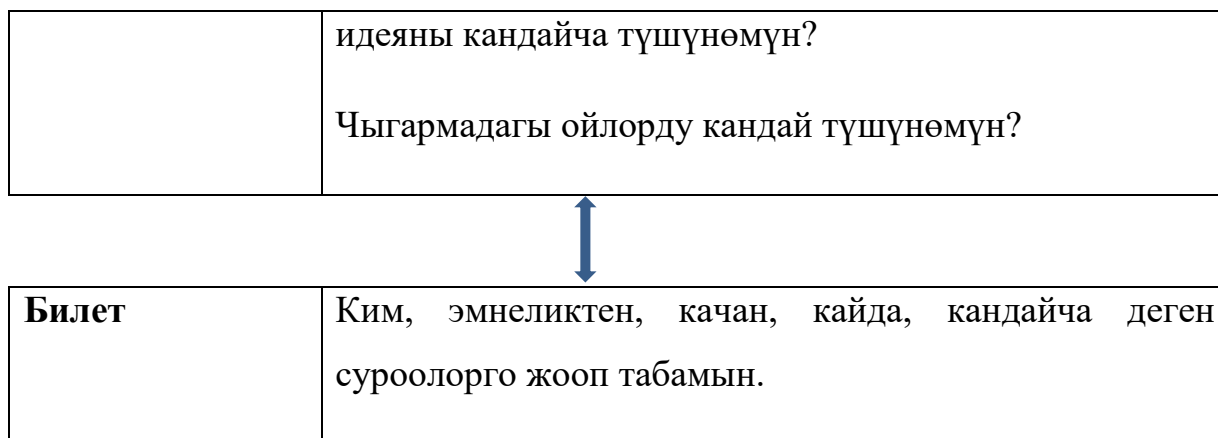 идеяны кандайча түшүнөмүн?
Чыгармадагы ойлорду кандай түшүнөмүн?
Билет Ким, эмнеликтен, качан, кайда, кандайча деген
суроолорго жооп табамын.